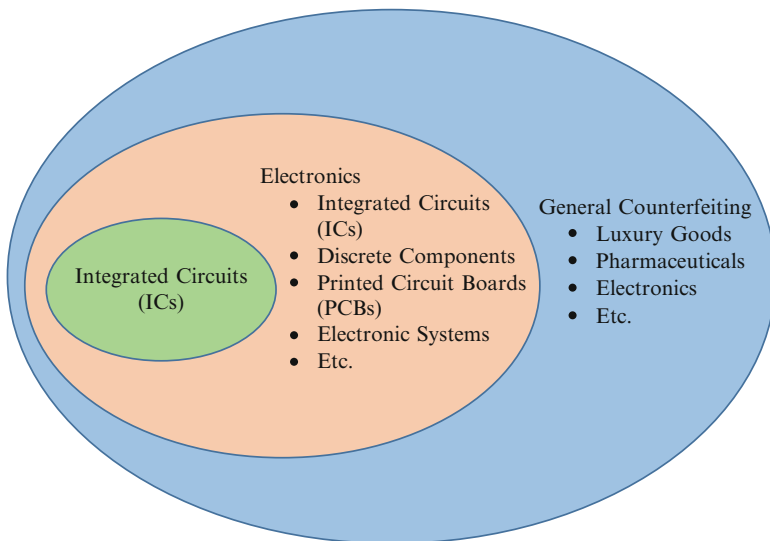 Integrated Circuits
(ICs)
Electronics
• Integrated Circuits
(ICs)
• Discrete Components
• Printed Circuit Boards
(PCBs)
• Electronic Systems
• Etc.
General Counterfeiting
• Luxury Goods
• Pharmaceuticals
• Electronics
• Etc.